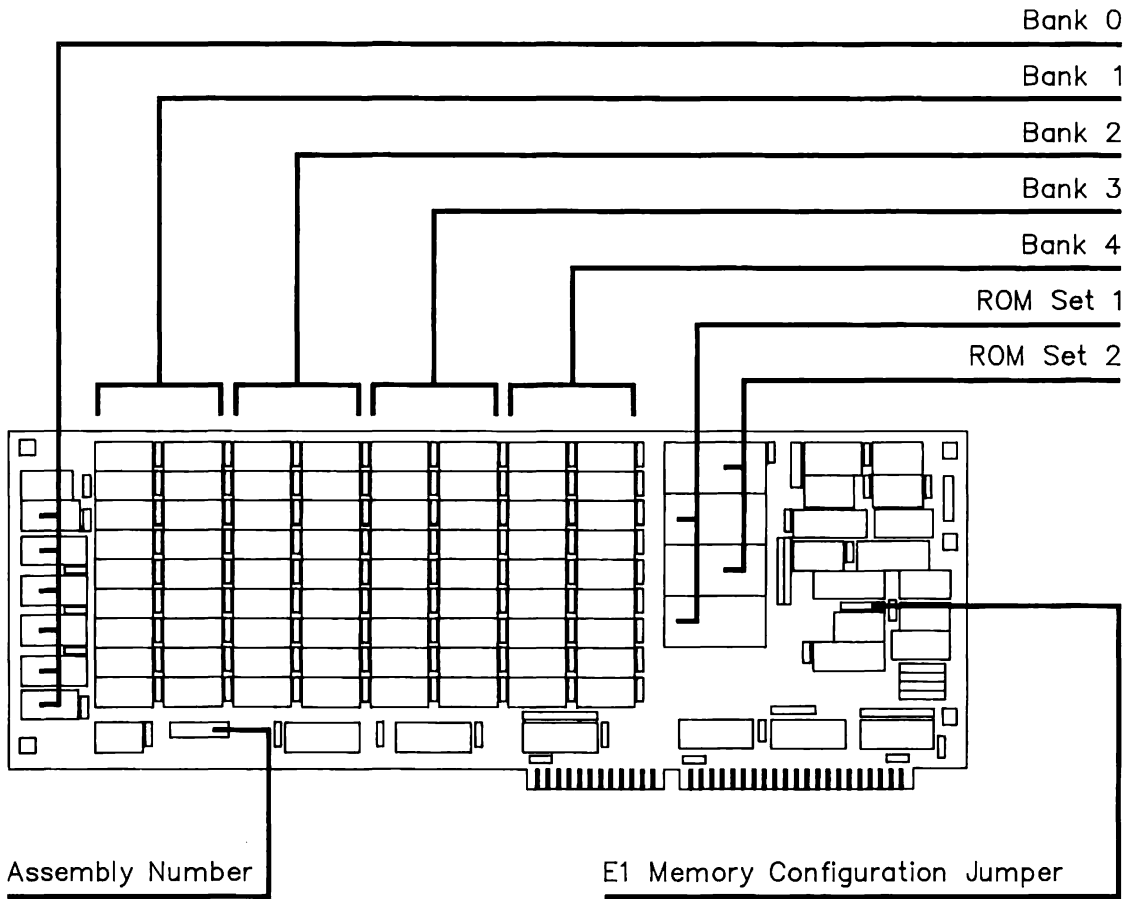 Bank 0
Bank 1
Bank 2
Bank 3
Bank 4
ROM Set 1
ROM Set 2
Assembly Number
E1 Memory Configuration Jumper